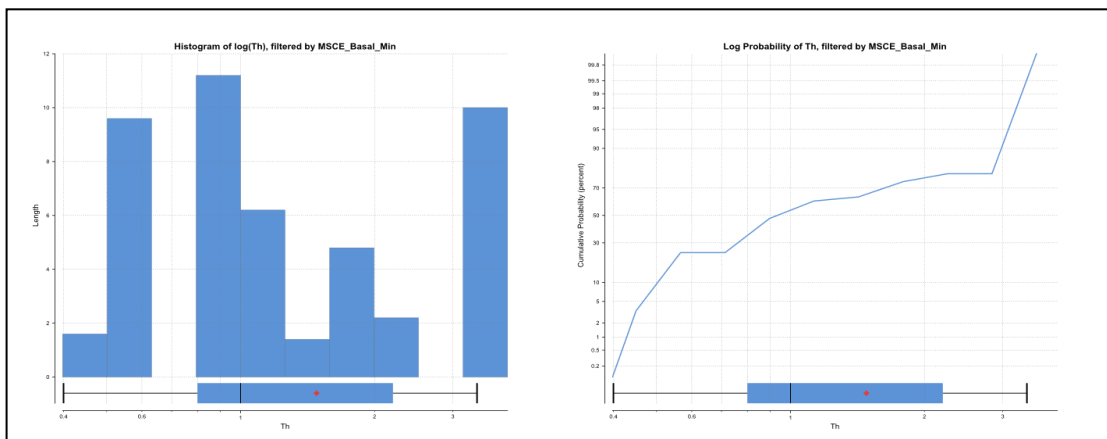 Histogram of log(Th), filtered by MSCE_Basal_Min
12
10
8
6
4
2
0
Length
0.4 0.6 1 2 3
Th
Log Probability of Th, filtered by MSCE_Basal_Min
99.8
99.5
99
98
95
90
70
50
30
10
5
2
1
0.5
0.2
Cumulative Probability (percent)
0.4 0.6 1 2 3
Th